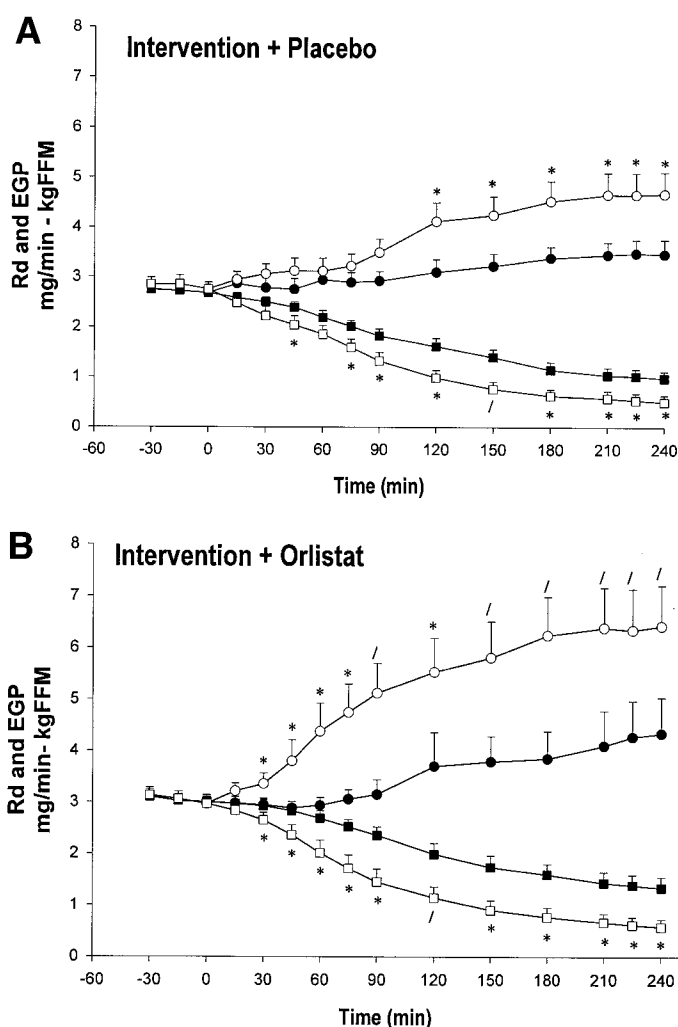 A
Intervention + Placebo
8
7
6
5
4
3
2
1
0
Rd and EGP
mg/min - kgFFM
* * * * * * *
* * * * / * * * *
-60 -30 0 30 60 90 120 150 180 210 240
Time (min)
B
Intervention + Orlistat
8
7
6
5
4
3
2
1
0
Rd and EGP
mg/min- kgFFM
* * * * / * / / / / /
* * * * * / * * * * *
-60 -30 0 30 60 90 120 150 180 210 240
Time (min)